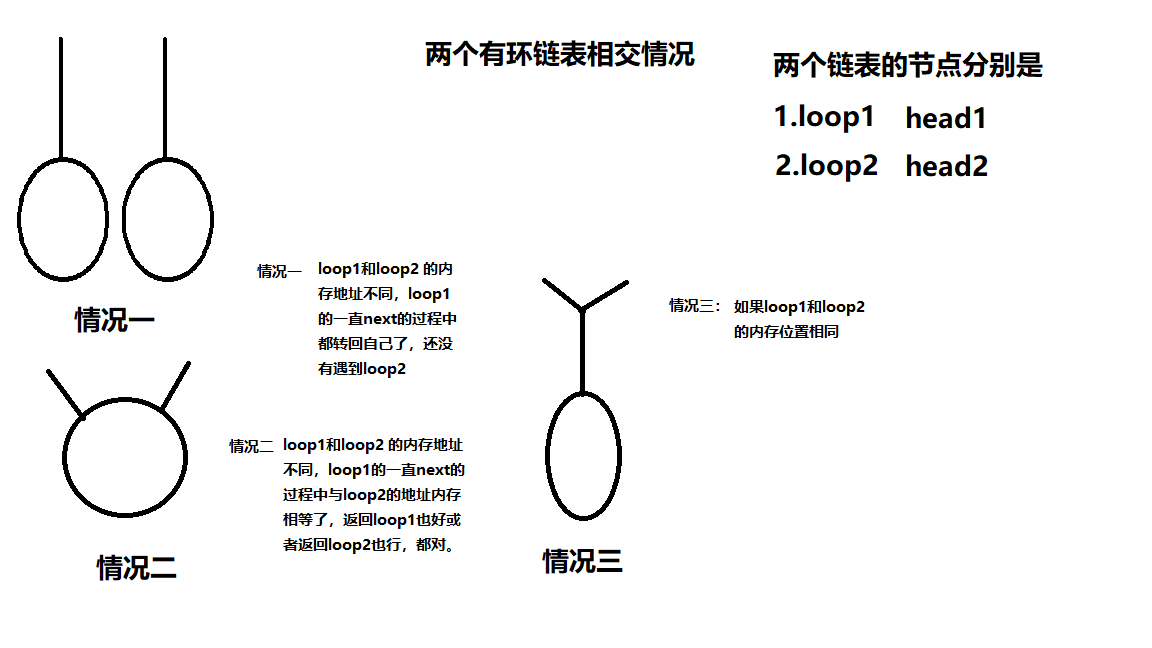 两个有环链表相交情况
两个链表的节点分别是
1.loop1 head1
2.loop2 head2
情况一 loop1和loop2 的内
存地址不同，loop1
的一直next的过程中
都转回自己了，还没
有遇到loop2
情况一
情况三： 如果loop1和loop2
的内存位置相同
情况二 loop1和loop2 的内存地址
不同，loop1的一直next的
过程中与loop2的地址内存
相等了，返回loop1也好或
者返回loop2也行，都对。
情况二
情况三